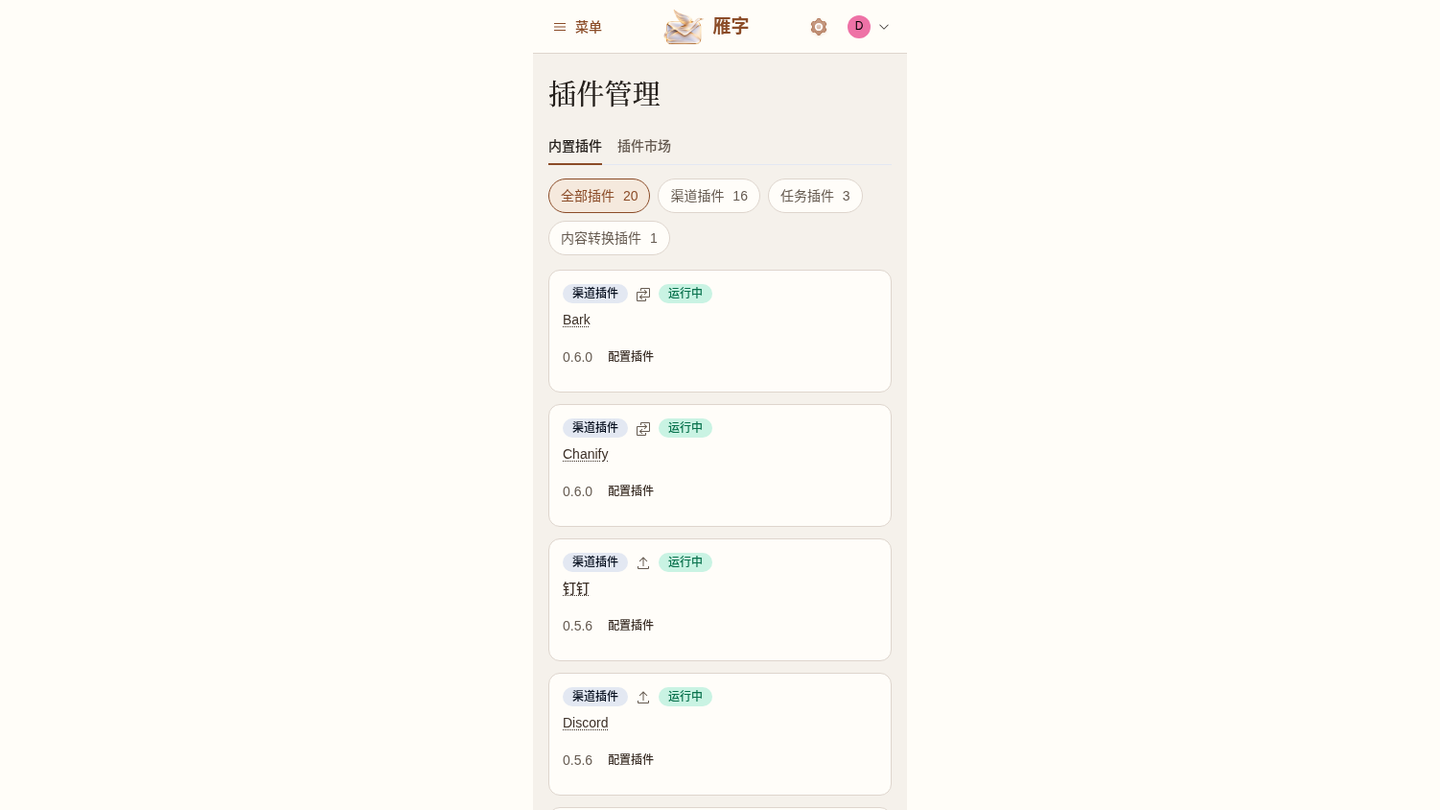 菜单
雁字
D
插件管理
内置插件 插件市场
全部插件 20 渠道插件 16 任务插件 3
内容转换插件 1
渠道插件 运行中
Bark
0.6.0 配置插件
渠道插件 运行中
Chanify
0.6.0 配置插件
渠道插件 运行中
钉钉
0.5.6 配置插件
渠道插件 运行中
Discord
0.5.6 配置插件